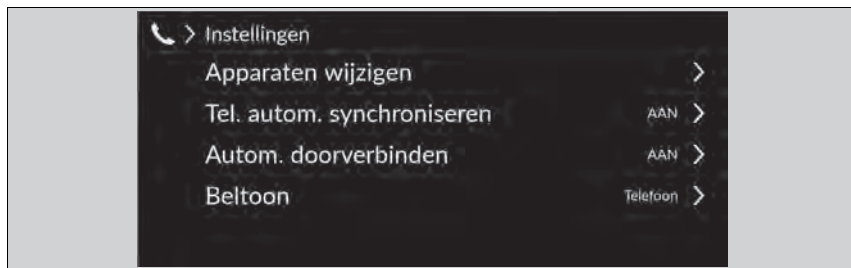 Instellingen
Apparaten wijzigen
Tel. autom. synchroniseren AAN
Autom. doorverbinden AAN
Beltoon Telefoon